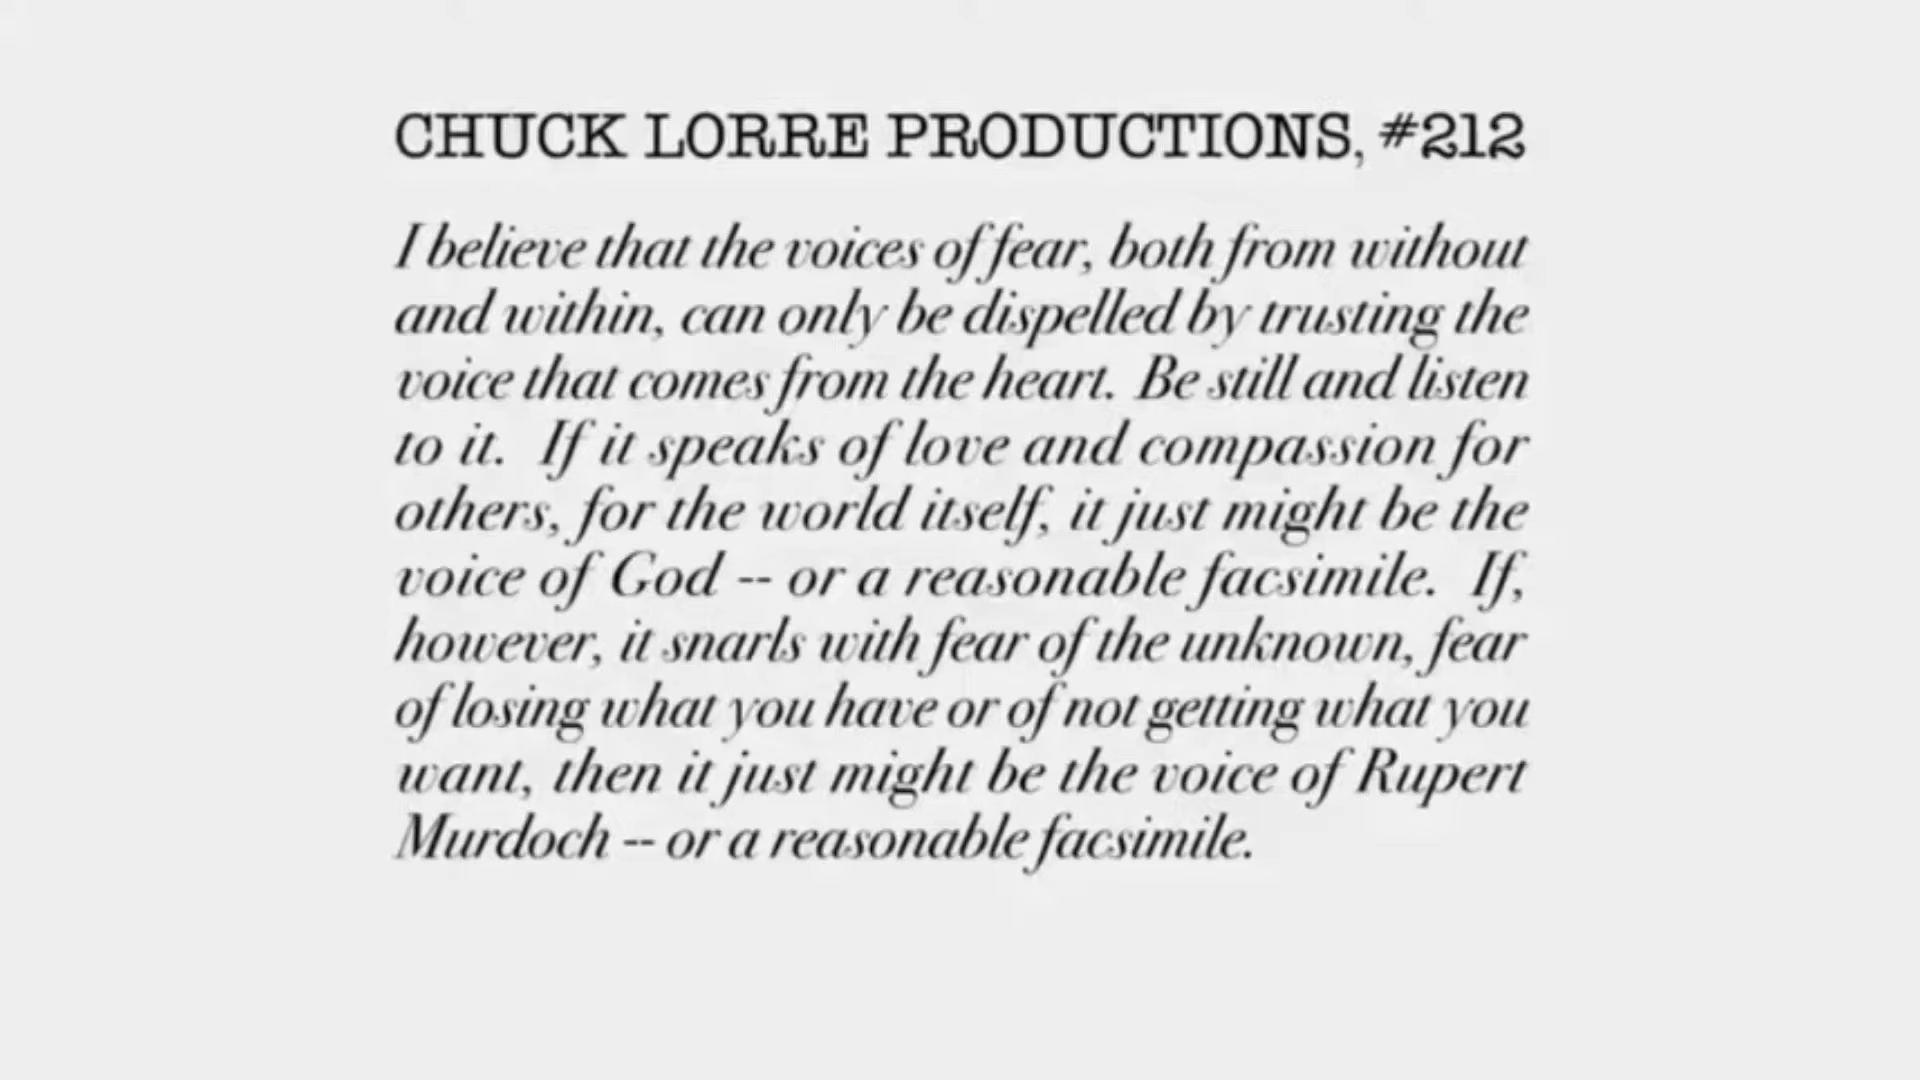 CHUCK LORRE PRODUCTIONS, #212
I believe that the voices of fear, both from without
and within, can only be dispelled by trusting the
voice that comes from the heart. Be still and listen
to it. If it speaks of love and compassion for
others, for the world itself, it just might be the
voice of God -- or a reasonable facsimile. If,
however, it snarls with fear of the unknown, fear
of losing what you have or of not getting what you
want, then it just might be the voice of Rupert
Murdoch -- or a reasonable facsimile.